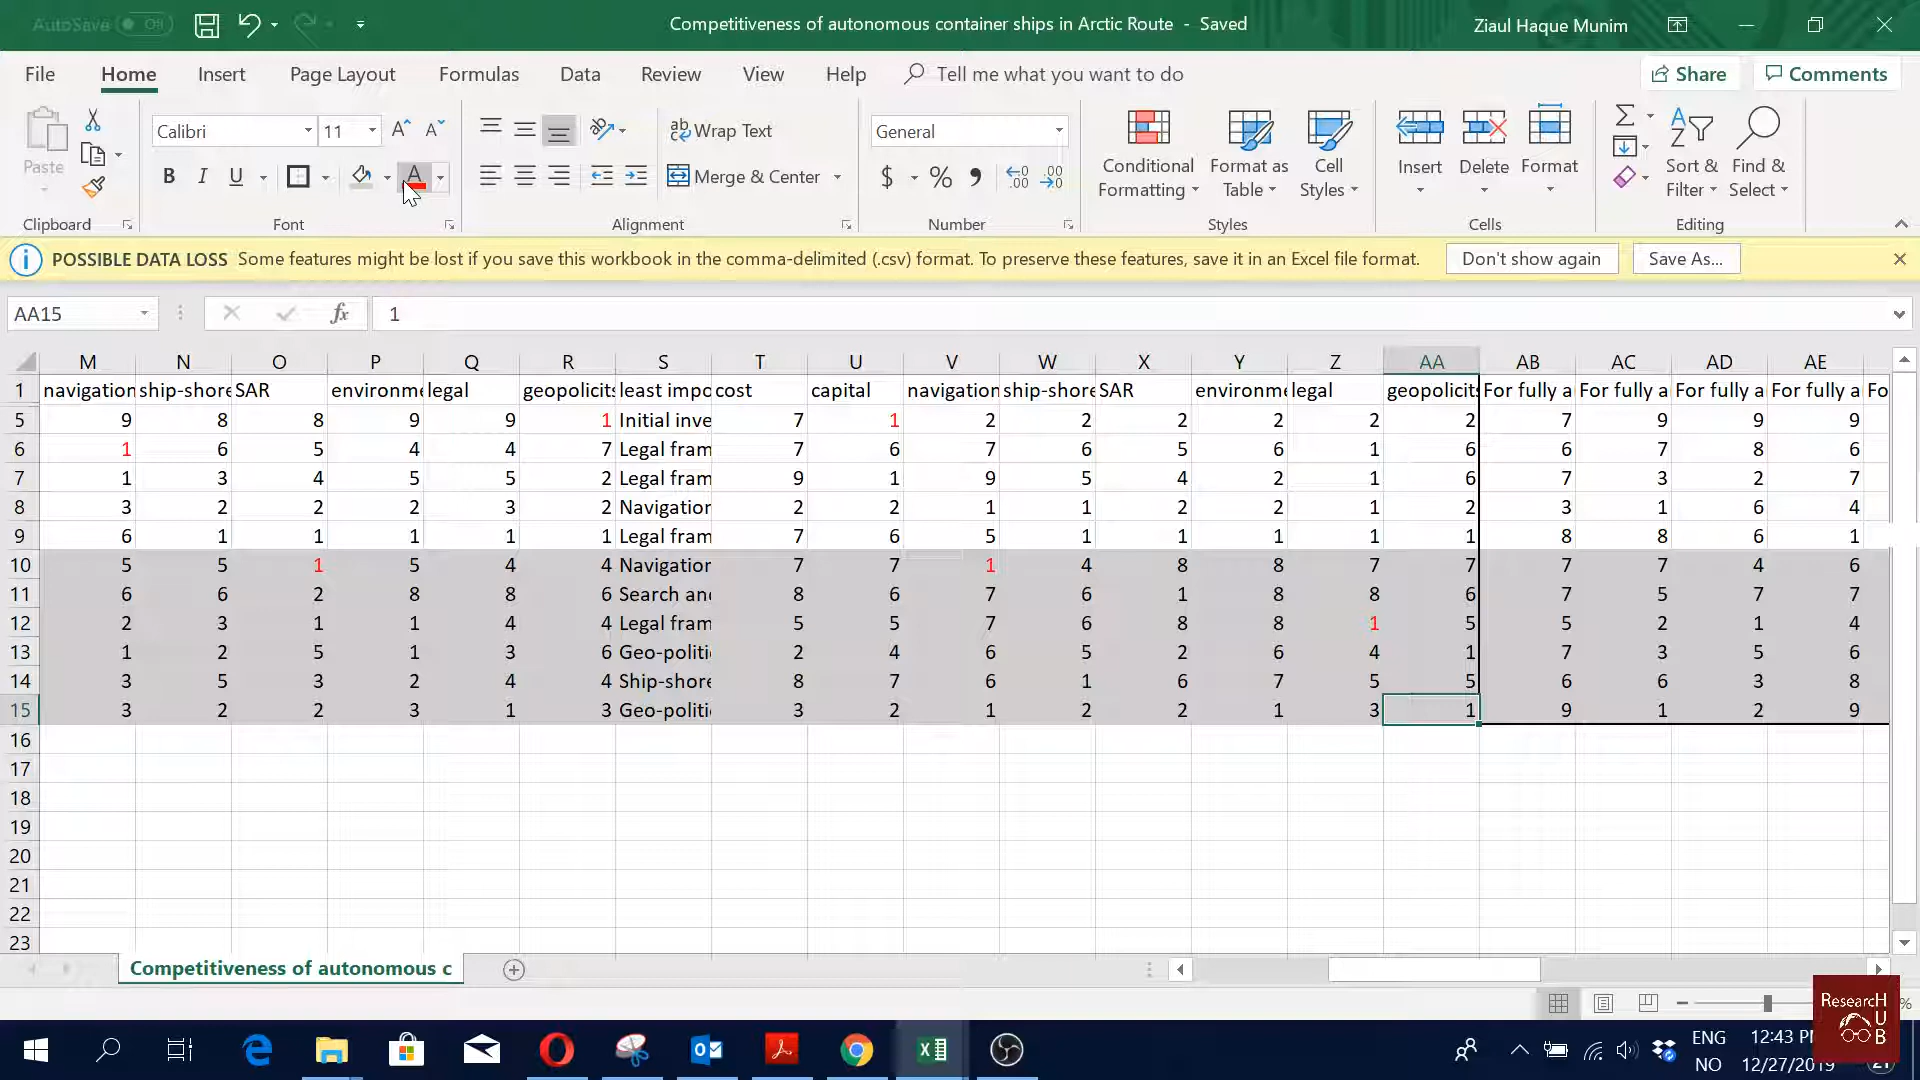 AutoSave Off
Competitiveness of autonomous container ships in Arctic Route - Saved
Ziaul Haque Munim
File Home Insert Page Layout Formulas Data Review View Help Tell me what you want to do Share Comments
Calibri 11 Wrap Text General
Paste B I U Merge & Center $ % Conditional Formatting Format as Table Cell Styles Insert Delete Format Sort & Filter Find & Select
Clipboard Font Alignment Number Styles Cells Editing
POSSIBLE DATA LOSS Some features might be lost if you save this workbook in the comma-delimited (.csv) format. To preserve these features, save it in an Excel file format. Don't show again Save As...
AA15 fx 1
M N O P Q R S T U V W X Y Z AA AB AC AD AE
1 navigation ship-shore SAR environme legal geopolicits least impo cost capital navigation ship-shore SAR environme legal geopolicits For fully a For fully a For fully a For fully a Fo
5 9 8 8 9 9 1 Initial inve 7 1 2 2 2 2 2 2 7 9 9 9
6 1 6 5 4 4 7 Legal fram 7 6 7 6 5 6 1 6 6 7 8 6
7 1 3 4 5 5 2 Legal fram 9 1 9 5 4 2 1 6 7 3 2 7
8 3 2 2 2 3 2 Navigation 2 2 1 1 2 2 1 2 3 1 6 4
9 6 1 1 1 1 1 Legal fram 7 6 5 1 1 1 1 1 8 8 6 1
10 5 5 1 5 4 4 Navigation 7 7 1 4 8 8 7 7 7 7 4 6
11 6 6 2 8 8 6 Search and 8 6 7 6 1 8 8 6 7 5 7 7
12 2 3 1 1 4 4 Legal fram 5 5 7 6 8 8 1 5 5 2 1 4
13 1 2 5 1 3 6 Geo-politi 2 4 6 5 2 6 4 1 7 3 5 6
14 3 5 3 2 4 4 Ship-shore 8 7 6 1 6 7 5 5 6 6 3 8
15 3 2 2 3 1 3 Geo-politi 3 2 1 2 2 1 3 1 9 1 2 9
16
17
18
19
20
21
22
23
Competitiveness of autonomous c
ResearcH
U
B
%
ENG 12:43 PM
NO 12/27/2019